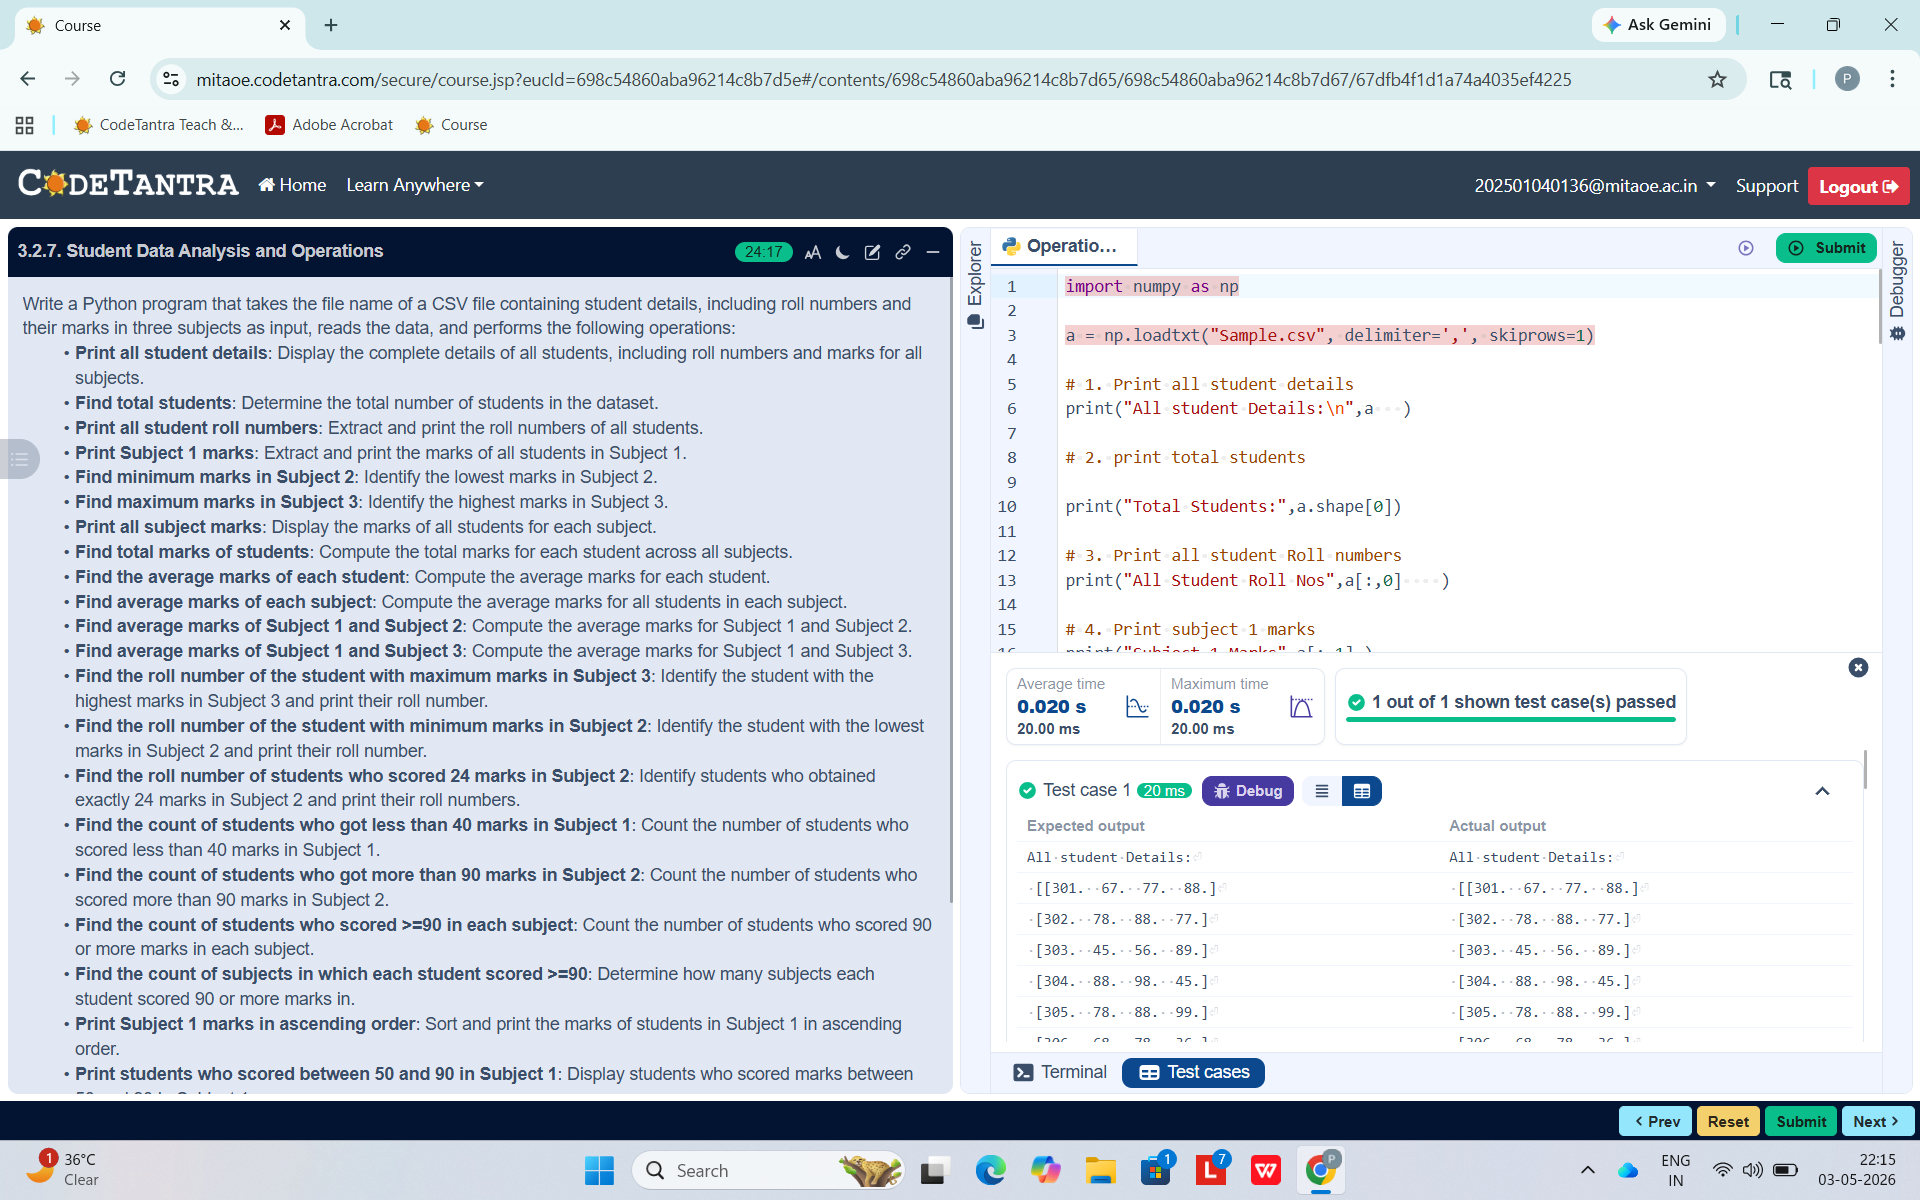 Course
Ask Gemini
mitaoe.codetantra.com/secure/course.jsp?eucId=698c54860aba96214c8b7d5e#/contents/698c54860aba96214c8b7d65/698c54860aba96214c8b7d67/67dfb4f1d1a74a4035ef4225
P
CodeTantra Teach &...
Adobe Acrobat
Course
CODETANTRA
Home
Learn Anywhere
202501040136@mitaoe.ac.in
Support
Logout
3.2.7. Student Data Analysis and Operations
24:17
Write a Python program that takes the file name of a CSV file containing student details, including roll numbers and
their marks in three subjects as input, reads the data, and performs the following operations:
• Print all student details: Display the complete details of all students, including roll numbers and marks for all
subjects.
• Find total students: Determine the total number of students in the dataset.
• Print all student roll numbers: Extract and print the roll numbers of all students.
• Print Subject 1 marks: Extract and print the marks of all students in Subject 1.
• Find minimum marks in Subject 2: Identify the lowest marks in Subject 2.
• Find maximum marks in Subject 3: Identify the highest marks in Subject 3.
• Print all subject marks: Display the marks of all students for each subject.
• Find total marks of students: Compute the total marks for each student across all subjects.
• Find the average marks of each student: Compute the average marks for each student.
• Find average marks of each subject: Compute the average marks for all students in each subject.
• Find average marks of Subject 1 and Subject 2: Compute the average marks for Subject 1 and Subject 2.
• Find average marks of Subject 1 and Subject 3: Compute the average marks for Subject 1 and Subject 3.
• Find the roll number of the student with maximum marks in Subject 3: Identify the student with the
highest marks in Subject 3 and print their roll number.
• Find the roll number of the student with minimum marks in Subject 2: Identify the student with the lowest
marks in Subject 2 and print their roll number.
• Find the roll number of students who scored 24 marks in Subject 2: Identify students who obtained
exactly 24 marks in Subject 2 and print their roll numbers.
• Find the count of students who got less than 40 marks in Subject 1: Count the number of students who
scored less than 40 marks in Subject 1.
• Find the count of students who got more than 90 marks in Subject 2: Count the number of students who
scored more than 90 marks in Subject 2.
• Find the count of students who scored >=90 in each subject: Count the number of students who scored 90
or more marks in each subject.
• Find the count of subjects in which each student scored >=90: Determine how many subjects each
student scored 90 or more marks in.
• Print Subject 1 marks in ascending order: Sort and print the marks of students in Subject 1 in ascending
order.
• Print students who scored between 50 and 90 in Subject 1: Display students who scored marks between
Explorer
Operatio...
Submit
Debugger
1 import numpy as np
2
3 a = np.loadtxt("Sample.csv", delimiter=',', skiprows=1)
4
5 # 1. Print all student details
6 print("All student Details:\n",a   )
7
8 # 2. print total students
9
10 print("Total Students:",a.shape[0])
11
12 # 3. Print all student Roll numbers
13 print("All Student Roll Nos",a[:,0]    )
14
15 # 4. Print subject 1 marks
Average time
0.020 s
20.00 ms
Maximum time
0.020 s
20.00 ms
1 out of 1 shown test case(s) passed
Test case 1
20 ms
Debug
Expected output
Actual output
All·student·Details:
All·student·Details:
·[[301.··67.··77.··88.]
·[[301.··67.··77.··88.]
·[302.··78.··88.··77.]
·[302.··78.··88.··77.]
·[303.··45.··56.··89.]
·[303.··45.··56.··89.]
·[304.··88.··98.··45.]
·[304.··88.··98.··45.]
·[305.··78.··88.··99.]
·[305.··78.··88.··99.]
Terminal
Test cases
Prev
Reset
Submit
Next
1
36°C
Clear
Search
1
L
7
W
P
ENG
IN
22:15
03-05-2026